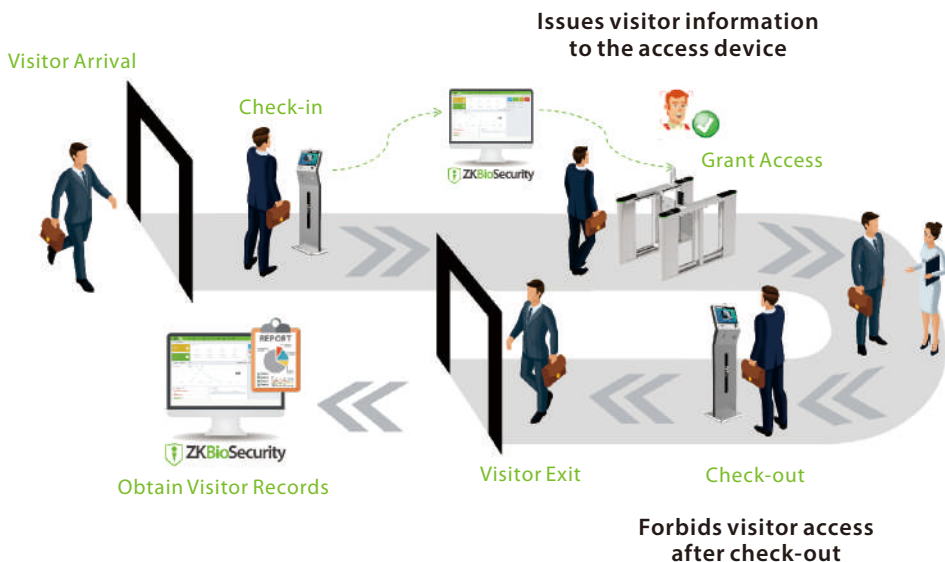 Issues visitor information
to the access device
Visitor Arrival
Check-in
ZKBioSecurity
Grant Access
REPORT
ZKBioSecurity
Obtain Visitor Records
Visitor Exit
Check-out
Forbids visitor access
after check-out